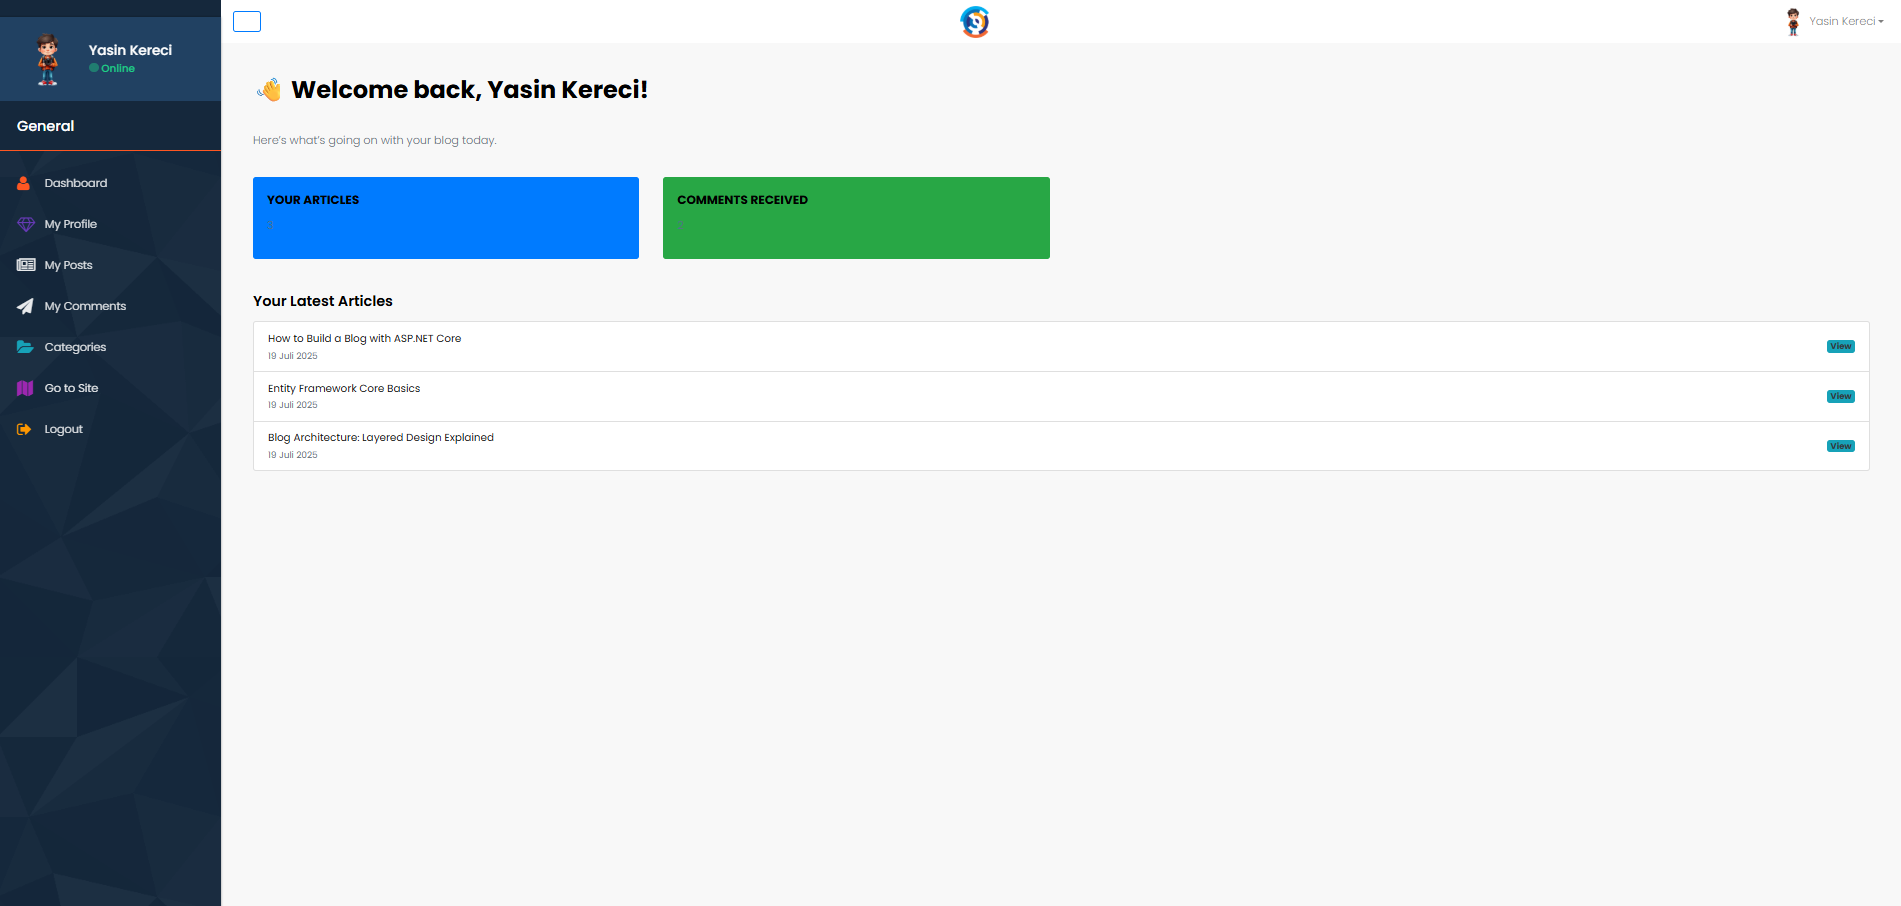 Yasin Kereci
Online
General
Dashboard
My Profile
My Posts
My Comments
Categories
Go to Site
Logout
Yasin Kereci
👋 Welcome back, Yasin Kereci!
Here's what's going on with your blog today.
YOUR ARTICLES
3
COMMENTS RECEIVED
2
Your Latest Articles
How to Build a Blog with ASP.NET Core
19 Juli 2025
View
Entity Framework Core Basics
19 Juli 2025
View
Blog Architecture: Layered Design Explained
19 Juli 2025
View